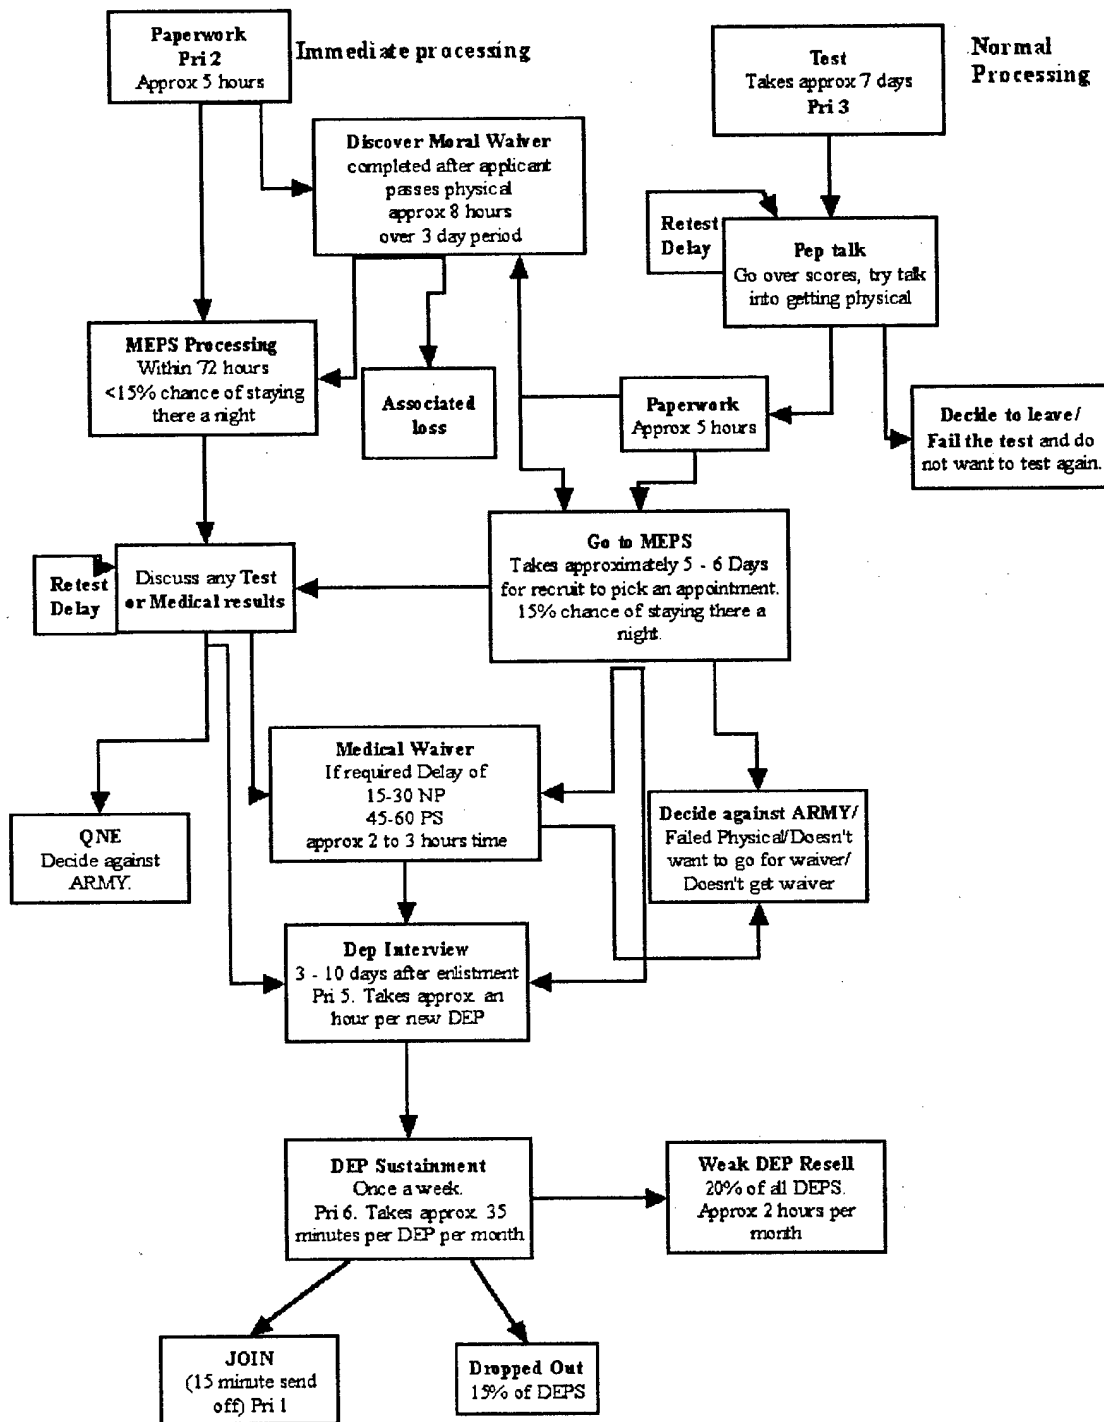 Paperwork
Pri 2
Approx 5 hours
Immediate processing
Test
Takes approx 7 days
Pri 3
Normal
Processing
Discover Moral Waiver
completed after applicant
passes physical
approx 8 hours
over 3 day period
Retest
Delay
Pep talk
Go over scores, try talk
into getting physical
MEPS Processing
Within 72 hours
<15% chance of staying
there a night
Associated
loss
Paperwork
Approx 5 hours
Decide to leave/
Fail the test and do
not want to test again.
Retest
Delay
Discuss any Test
or Medical results
Go to MEPS
Takes approximately 5 - 6 Days
for recruit to pick an appointment.
15% chance of staying there a
night.
Medical Waiver
If required Delay of
15-30 NP
45-60 PS
approx 2 to 3 hours time
QNE
Decide against
ARMY.
Decide against ARMY/
Failed Physical/Doesn't
want to go for waiver/
Doesn't get waiver
Dep Interview
3 - 10 days after enlistment
Pri 5. Takes approx. an
hour per new DEP
DEP Sustainment
Once a week.
Pri 6. Takes approx. 35
minutes per DEP per month
Weak DEP Resell
20% of all DEPS.
Approx 2 hours per
month
JOIN
(15 minute send
off) Pri 1
Dropped Out
15% of DEPS